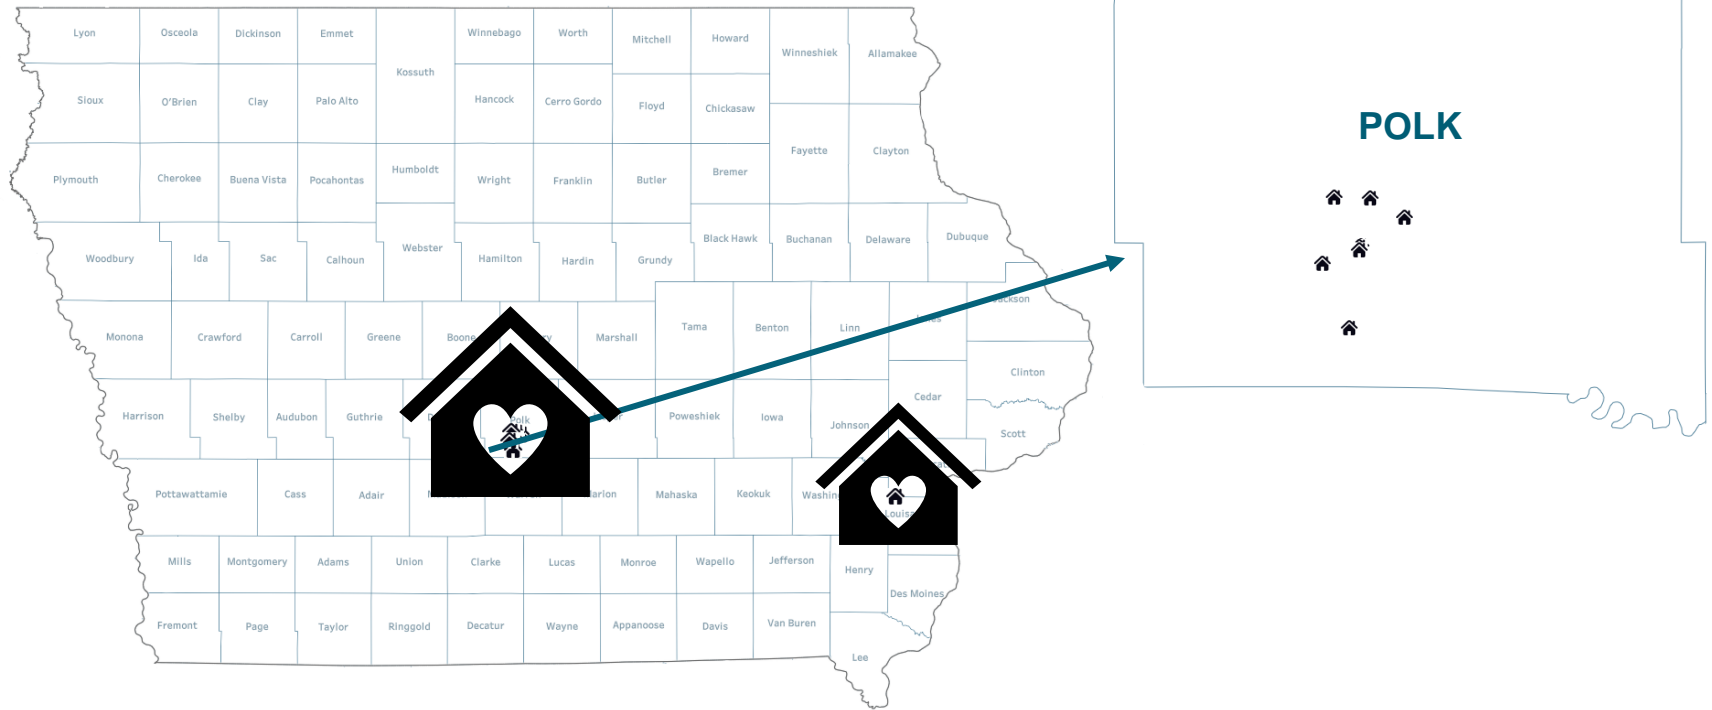 Lyon
Osceola
Dickinson
Emmet
Winnebago
Worth
Mitchell
Howard
Winneshiek
Allamakee
Kossuth
Sioux
O'Brien
Clay
Palo Alto
Hancock
Cerro Gordo
Floyd
Chickasaw
POLK
Fayette
Clayton
Plymouth
Cherokee
Buena Vista
Pocahontas
Humboldt
Wright
Franklin
Butler
Bremer
Woodbury
Ida
Sac
Calhoun
Webster
Hamilton
Hardin
Grundy
Black Hawk
Buchanan
Delaware
Dubuque
Monona
Crawford
Carroll
Greene
Boone
Marshall
Tama
Benton
Linn
Clinton
Harrison
Shelby
Audubon
Guthrie
Polk
Poweshiek
Iowa
Johnson
Cedar
Scott
Pottawattamie
Cass
Adair
Mahaska
Keokuk
Mills
Montgomery
Adams
Union
Clarke
Lucas
Monroe
Wapello
Jefferson
Henry
Des Moines
Fremont
Page
Taylor
Ringgold
Decatur
Wayne
Appanoose
Davis
Van Buren
Lee